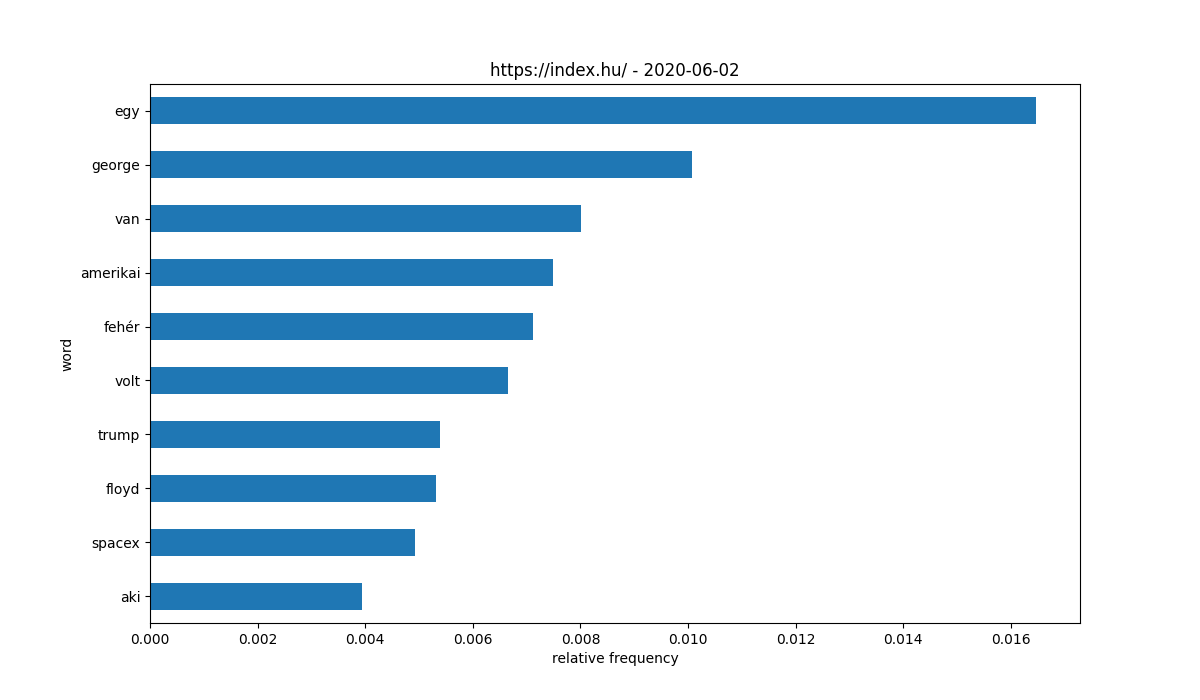 https://index.hu/ - 2020-06-02
egy
george
van
amerikai
fehér
volt
trump
floyd
spacex
aki
word
0.000 0.002 0.004 0.006 0.008 0.010 0.012 0.014 0.016
relative frequency